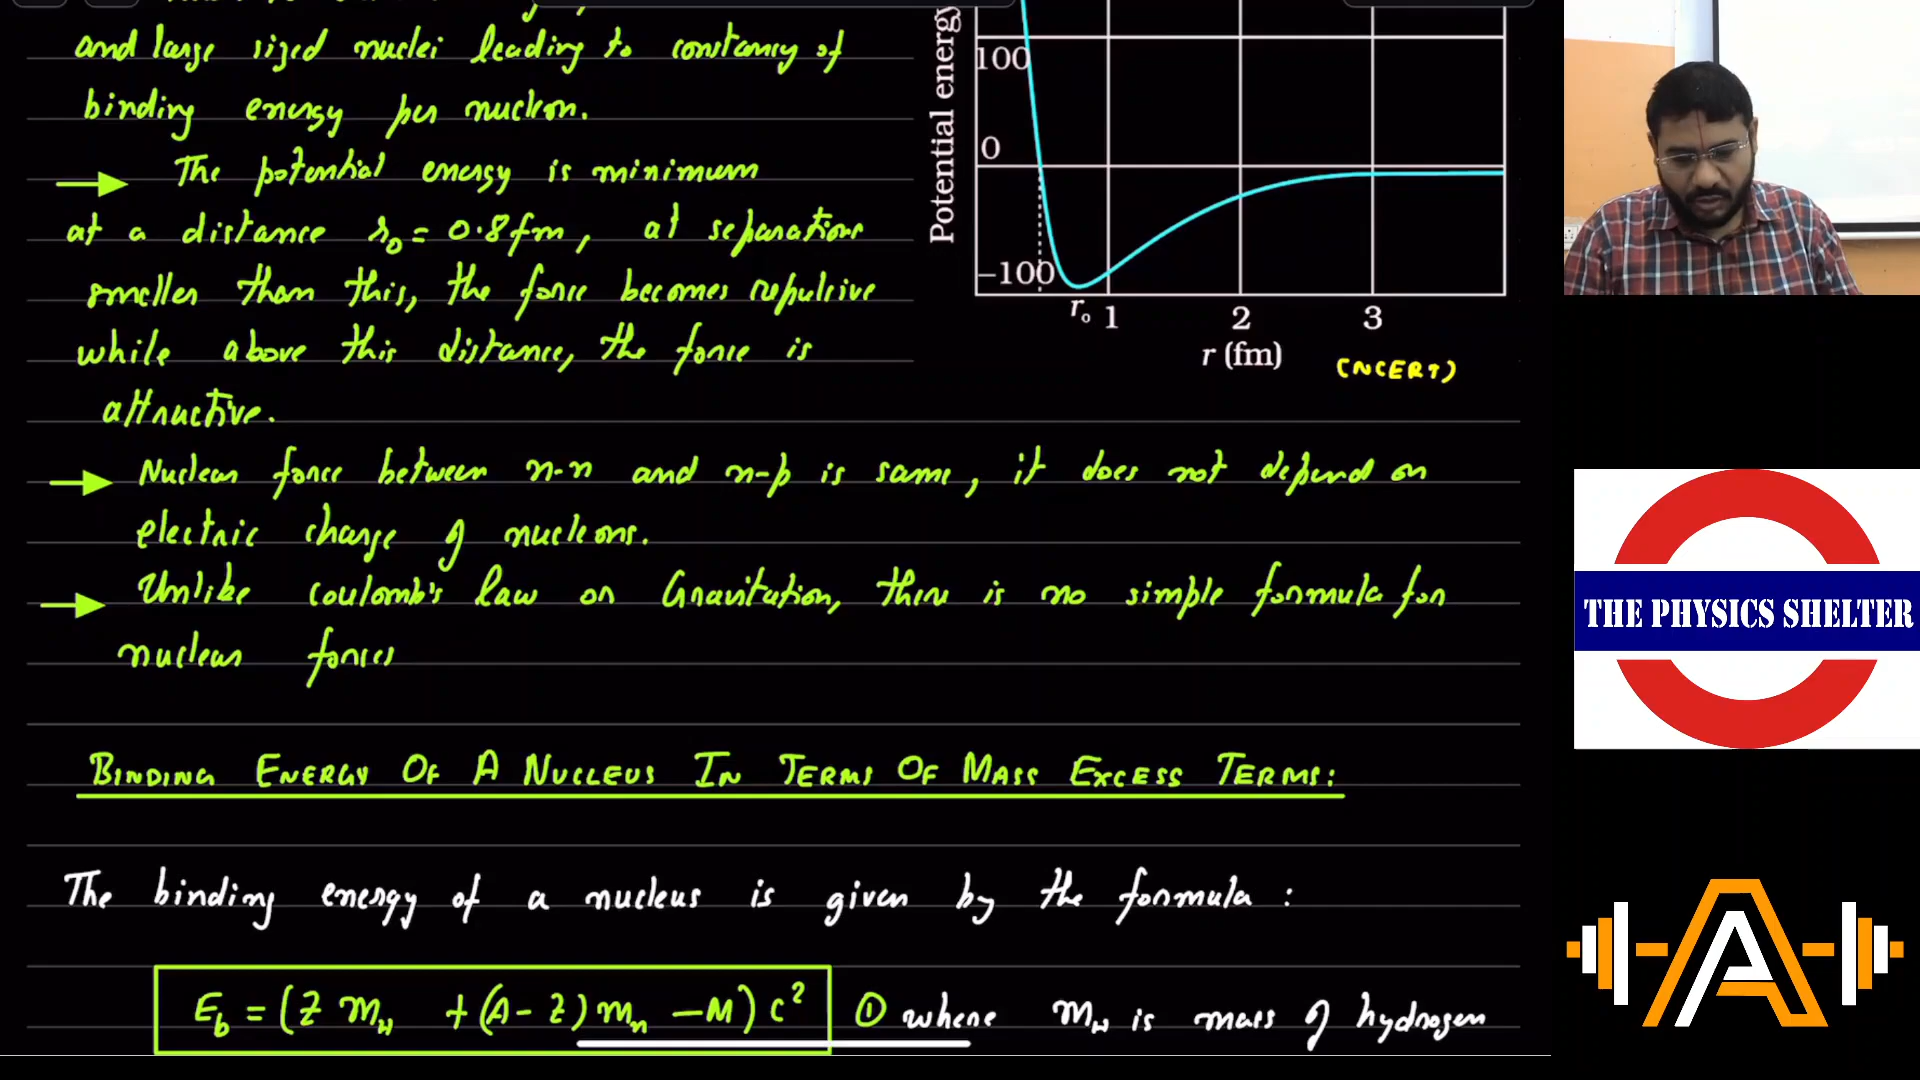 and large sized nuclei leading to constancy of
binding energy per nucleon.
→ The potential energy is minimum
at a distance r₀ = 0.8 fm, at separations
smaller than this, the force becomes repulsive
while above this distance, the force is
attractive.
Potential energy
100
0
-100
r₀ 1 2 3
r (fm)
(NCERT)
→ Nuclear force between n-n and n-p is same, it does not depend on
electric charge of nucleons.
→ Unlike coulomb's law or Gravitation, there is no simple formula for
nuclear forces
BINDING ENERGY OF A NUCLEUS IN TERMS OF MASS EXCESS TERMS:
The binding energy of a nucleus is given by the formula :
E_b = (Z m_H + (A - Z) m_n - M) c² ① where m_H is mass of hydrogen
THE PHYSICS SHELTER